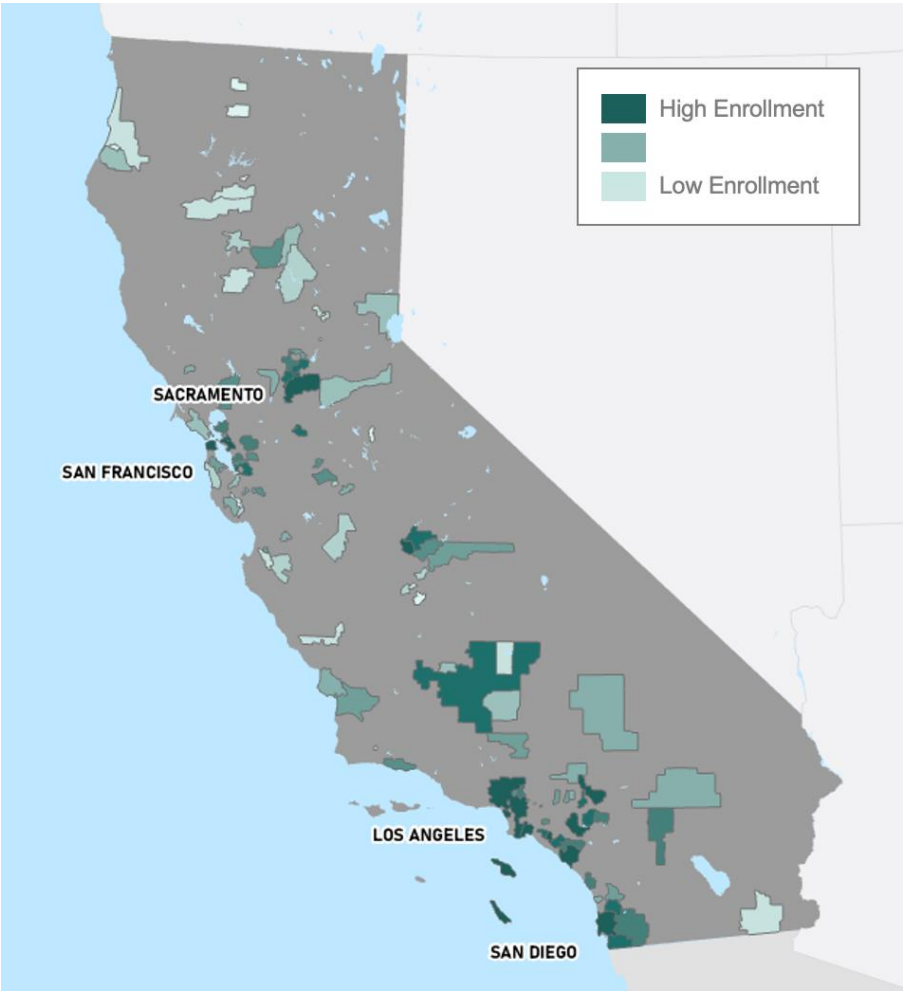 High Enrollment
Low Enrollment
SACRAMENTO
SAN FRANCISCO
LOS ANGELES
SAN DIEGO